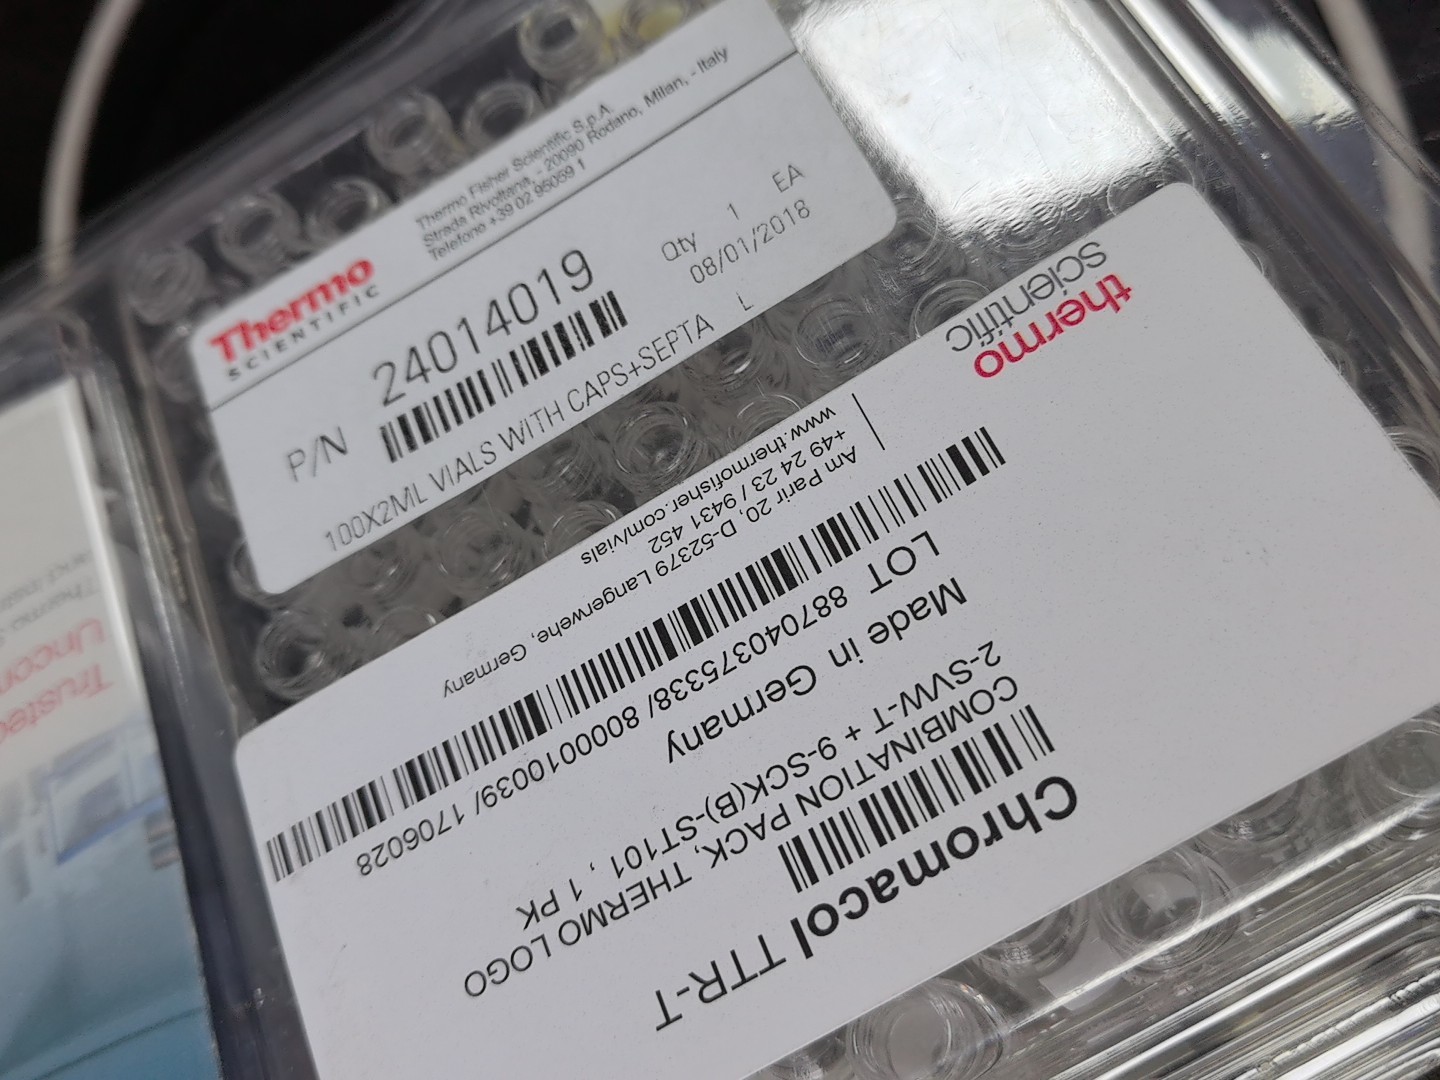 Thermo
SCIENTIFIC
Thermo Fisher Scientific S.p.A.
Strada Rivoltana, - 20090 Rodano, Milan, - Italy
Telefono +39 02 95059 1
P/N 24014019
Qty 1 EA
08/01/2018
100X2ML VIALS WITH CAPS+SEPTA L
Chromacol TTR-T
COMBINATION PACK, THERMO LOGO
2-SVW-T + 9-SCK(B)-ST101 , 1 PK
Made in Germany
LOT 887040375338/ 8000010039/ 1706028
Am Parir 20, D-52379 Langerwehe, Germany
+49 24 23 / 9431 452
www.thermofisher.com/vials
thermo
scientific
Trusted